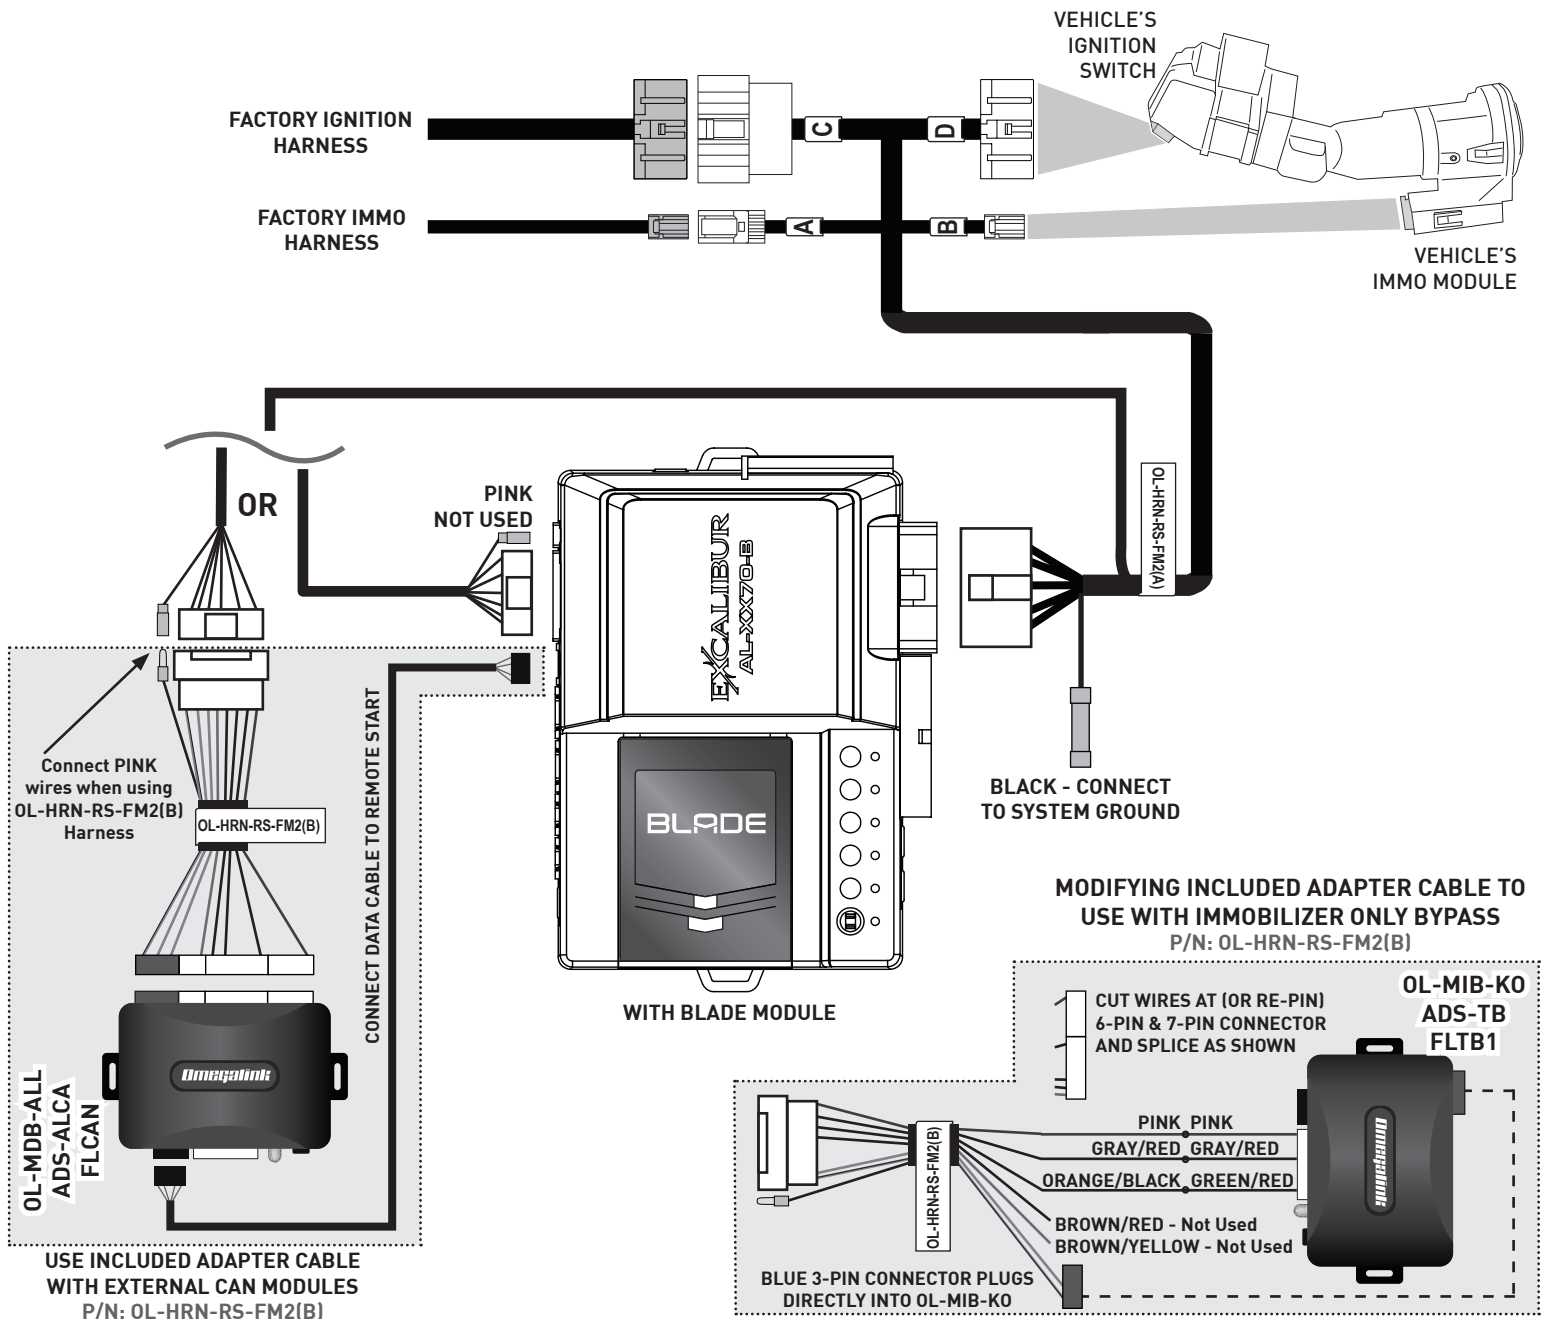 VEHICLE'S
IGNITION
SWITCH
FACTORY IGNITION
HARNESS
C
D
FACTORY IMMO
HARNESS
A
B
VEHICLE'S
IMMO MODULE
OR
PINK
NOT USED
EXCALIBUR
AL-XX70-B
OL-HRN-RS-FM2(A)
BLACK - CONNECT
TO SYSTEM GROUND
Connect PINK
wires when using
OL-HRN-RS-FM2(B)
Harness
OL-HRN-RS-FM2(B)
CONNECT DATA CABLE TO REMOTE START
BLADE
WITH BLADE MODULE
Omegalink
OL-MDB-ALL
ADS-ALCA
FLCAN
USE INCLUDED ADAPTER CABLE
WITH EXTERNAL CAN MODULES
P/N: OL-HRN-RS-FM2(B)
MODIFYING INCLUDED ADAPTER CABLE TO
USE WITH IMMOBILIZER ONLY BYPASS
P/N: OL-HRN-RS-FM2(B)
CUT WIRES AT (OR RE-PIN)
6-PIN & 7-PIN CONNECTOR
AND SPLICE AS SHOWN
OL-MIB-KO
ADS-TB
FLTB1
PINK PINK
GRAY/RED GRAY/RED
ORANGE/BLACK GREEN/RED
BROWN/RED - Not Used
BROWN/YELLOW - Not Used
OL-HRN-RS-FM2(B)
Omegalink
BLUE 3-PIN CONNECTOR PLUGS
DIRECTLY INTO OL-MIB-KO